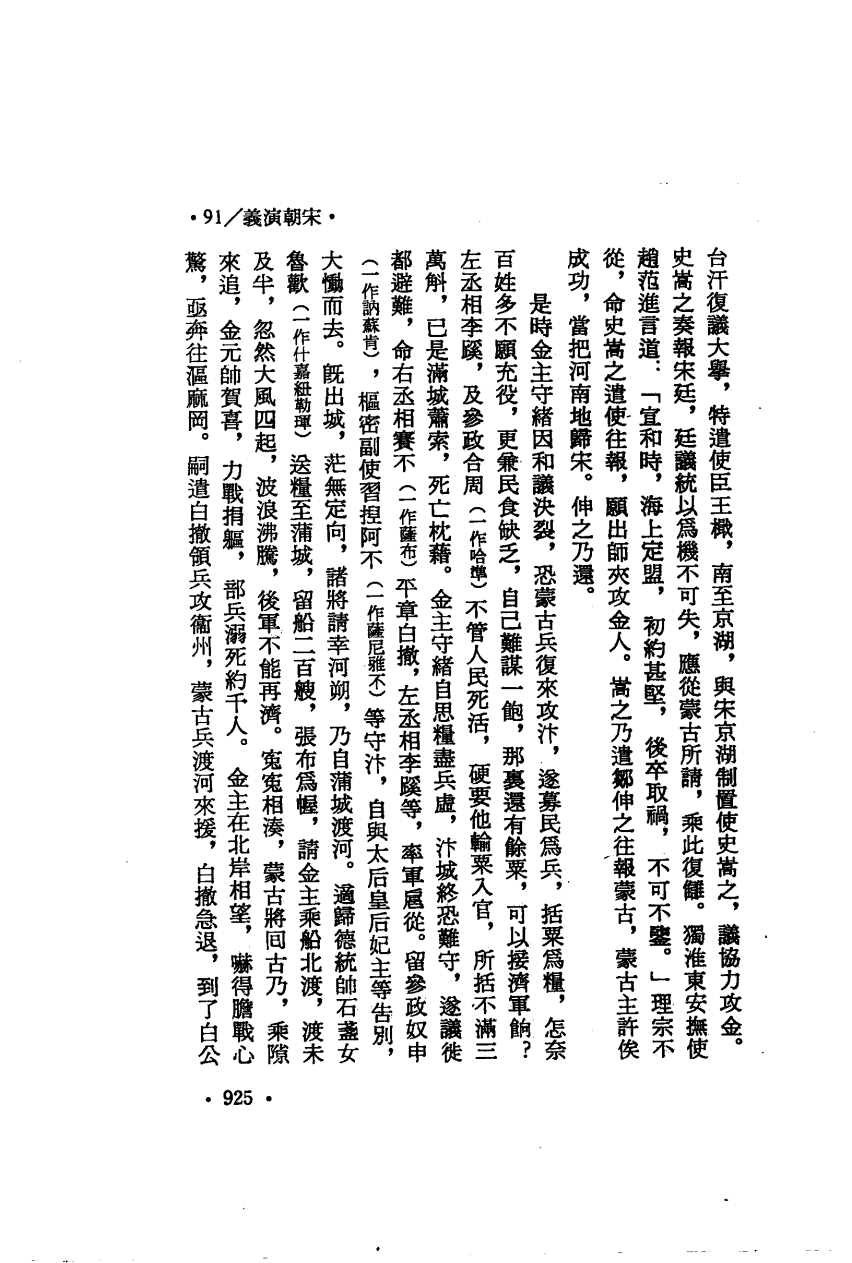 ·91／義演朝宋·
台汗復議大舉，特遣使臣王檝，南至京湖，與宋京湖制置使史嵩之，議協力攻金。
史嵩之奏報宋廷，廷議統以爲機不可失，應從蒙古所請，乘此復讎。獨淮東安撫使
趙范進言道：「宣和時，海上定盟，初約甚堅，後卒取禍，不可不鑒。」理宗不
從，命史嵩之遣使往報，願出師夾攻金人。嵩之乃遣鄒伸之往報蒙古，蒙古主許俟
成功，當把河南地歸宋。伸之乃還。
是時金主守緒因和議決裂，恐蒙古兵復來攻汴，遂募民爲兵，括粟爲糧，怎奈
百姓多不願充役，更兼民食缺乏，自己難謀一飽，那裏還有餘粟，可以接濟軍餉？
左丞相李蹊，及參政合周（一作哈準）不管人民死活，硬要他輸粟入官，所括不滿三
萬斛，已是滿城蕭索，死亡枕藉。金主守緒自思糧盡兵虛，汴城終恐難守，遂議徙
都避難，命右丞相賽不（一作薩布）平章白撤，左丞相李蹊等，率軍扈從。留參政奴申
（一作訥蘇肯），樞密副使習捏阿不（一作薩尼雅不）等守汴，自與太后皇后妃主等告別，
大慟而去。既出城，茫無定向，諸將請幸河朔，乃自蒲城渡河。適歸德統帥石盞女
魯歡（一作什嘉紐勒琿）送糧至蒲城，留船二百艘，張布爲幄，請金主乘船北渡，渡未
及半，忽然大風四起，波浪沸騰，後軍不能再濟。寃寃相湊，蒙古將囘古乃，乘隙
來追，金元帥賀喜，力戰捐軀，部兵溺死約千人。金主在北岸相望，嚇得膽戰心
驚，亟奔往漚麻岡。嗣遣白撤領兵攻衞州，蒙古兵渡河來援，白撤急退，到了白公
·925·